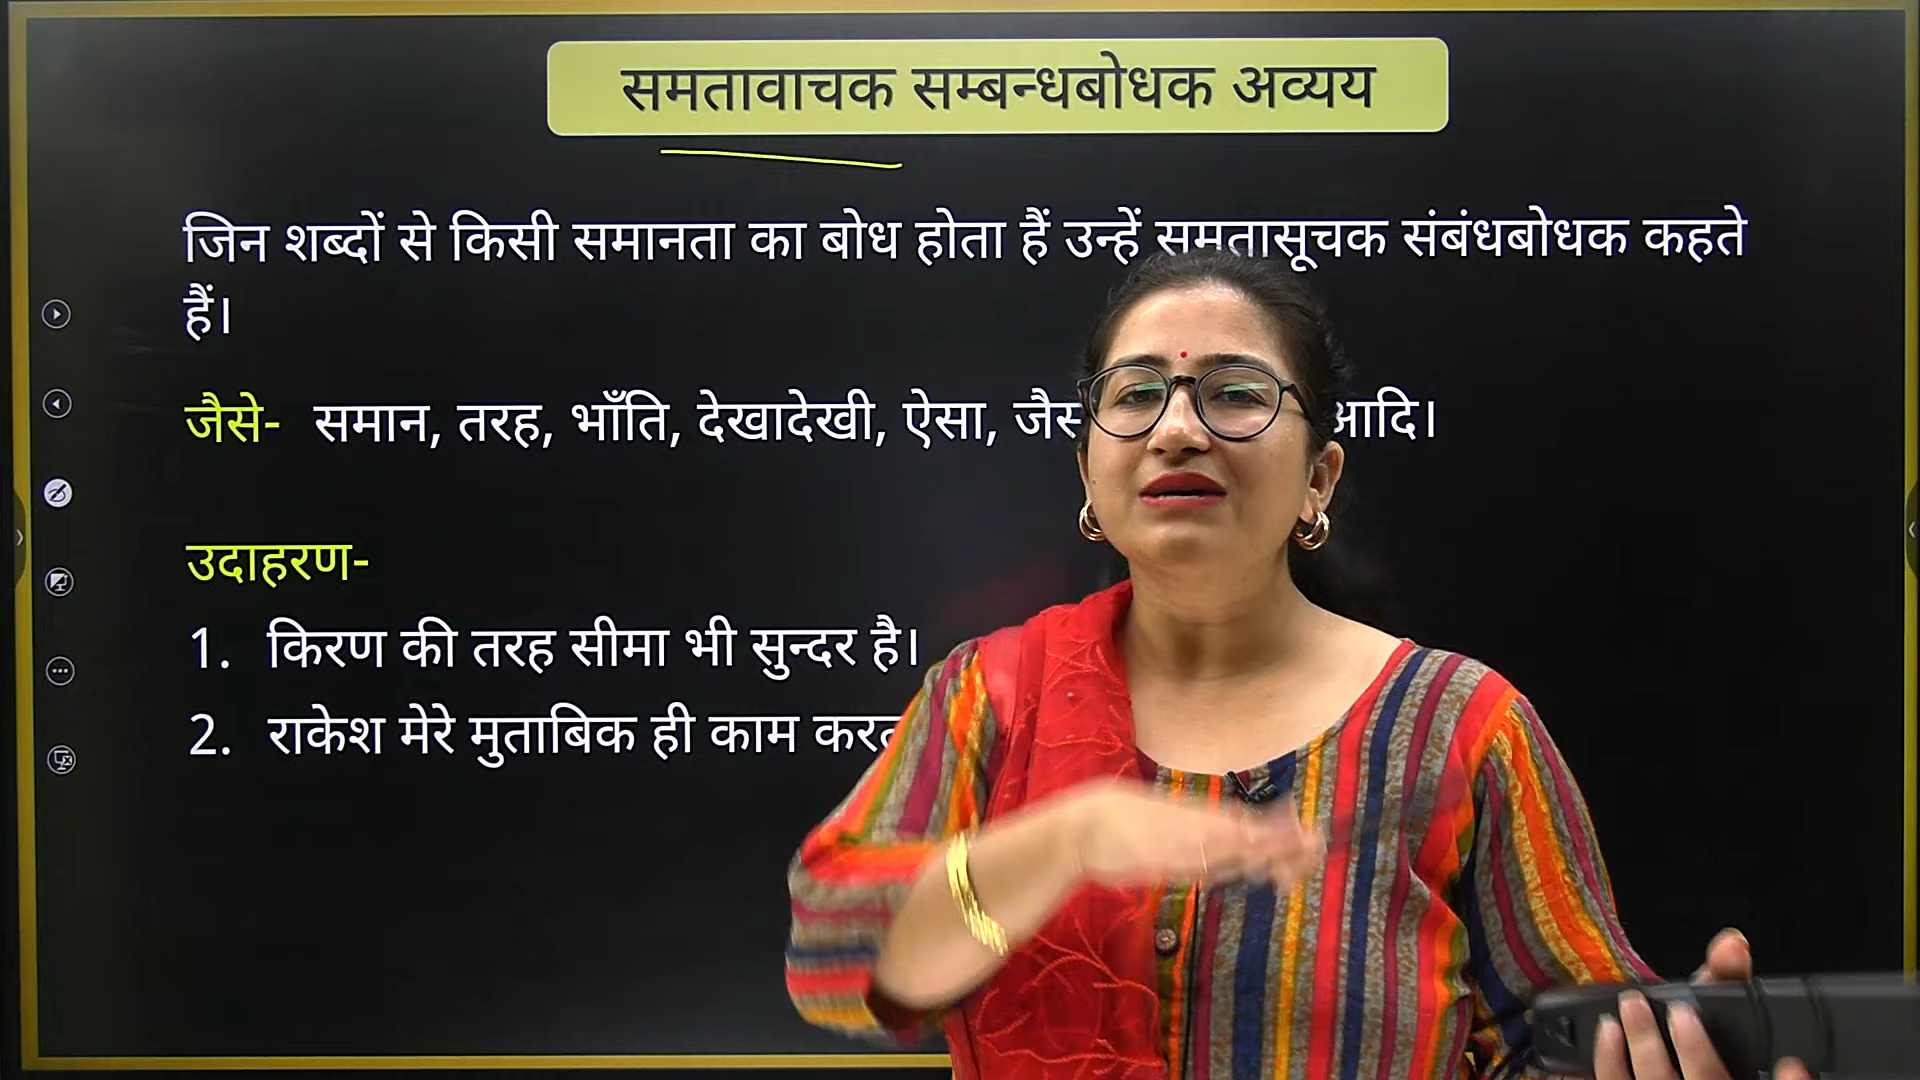 समतावाचक सम्बन्धबोधक अव्यय
जिन शब्दों से किसी समानता का बोध होता हैं उन्हें समतासूचक संबंधबोधक कहते
हैं।
जैसे- समान, तरह, भाँति, देखादेखी, ऐसा, आदि।
उदाहरण-
1. किरण की तरह सीमा भी सुन्दर है।
2. राकेश मेरे मुताबिक ही काम